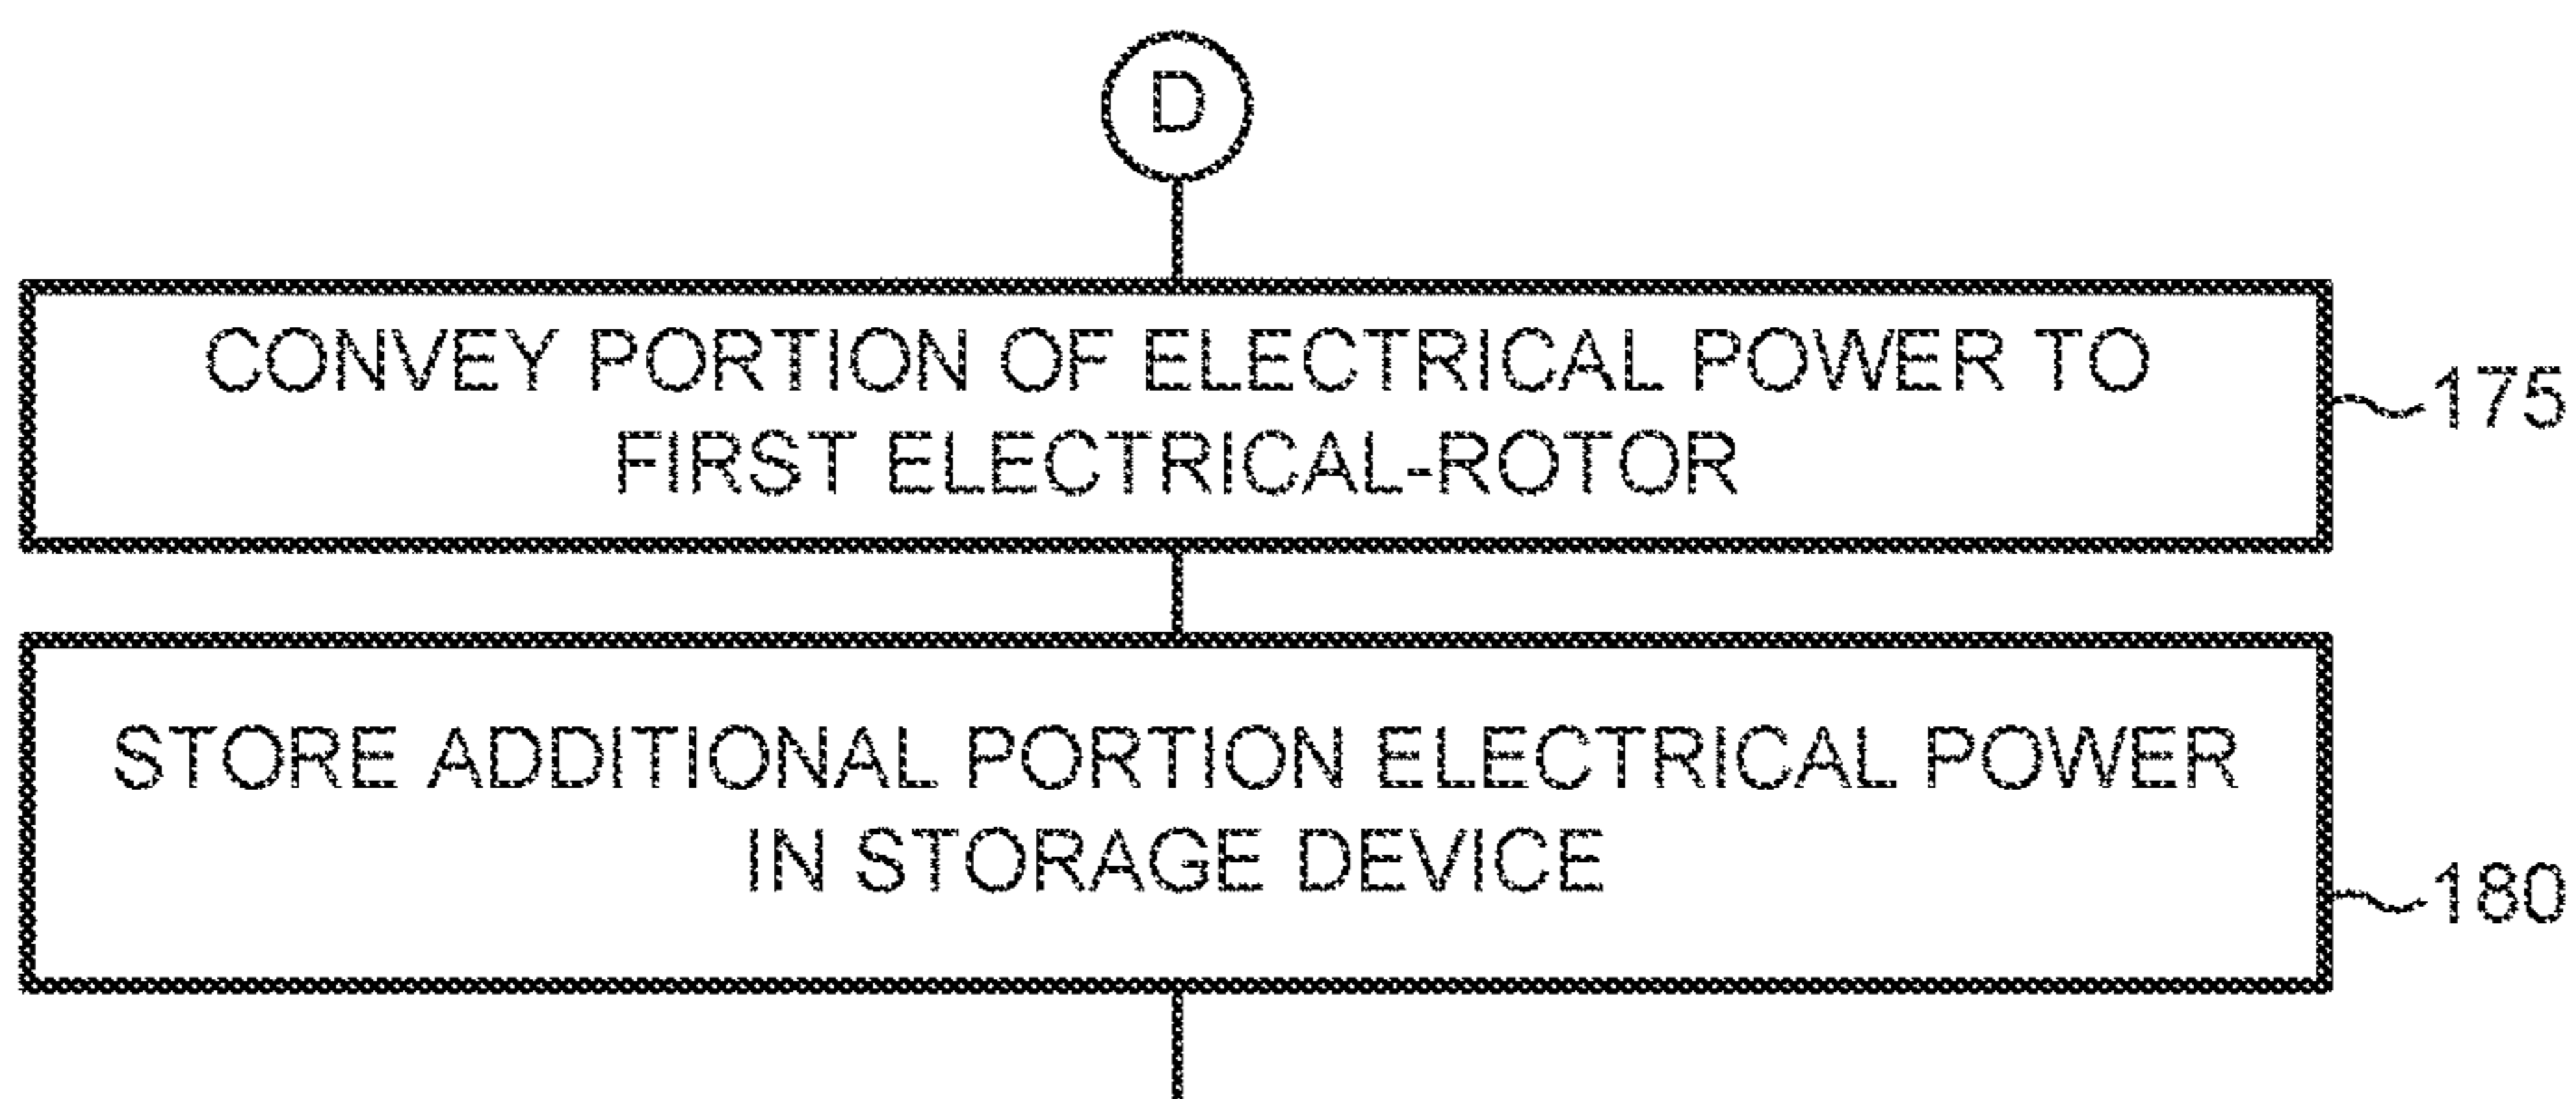 D
CONVEY PORTION OF ELECTRICAL POWER TO
FIRST ELECTRICAL-ROTOR
175
STORE ADDITIONAL PORTION ELECTRICAL POWER
IN STORAGE DEVICE
180